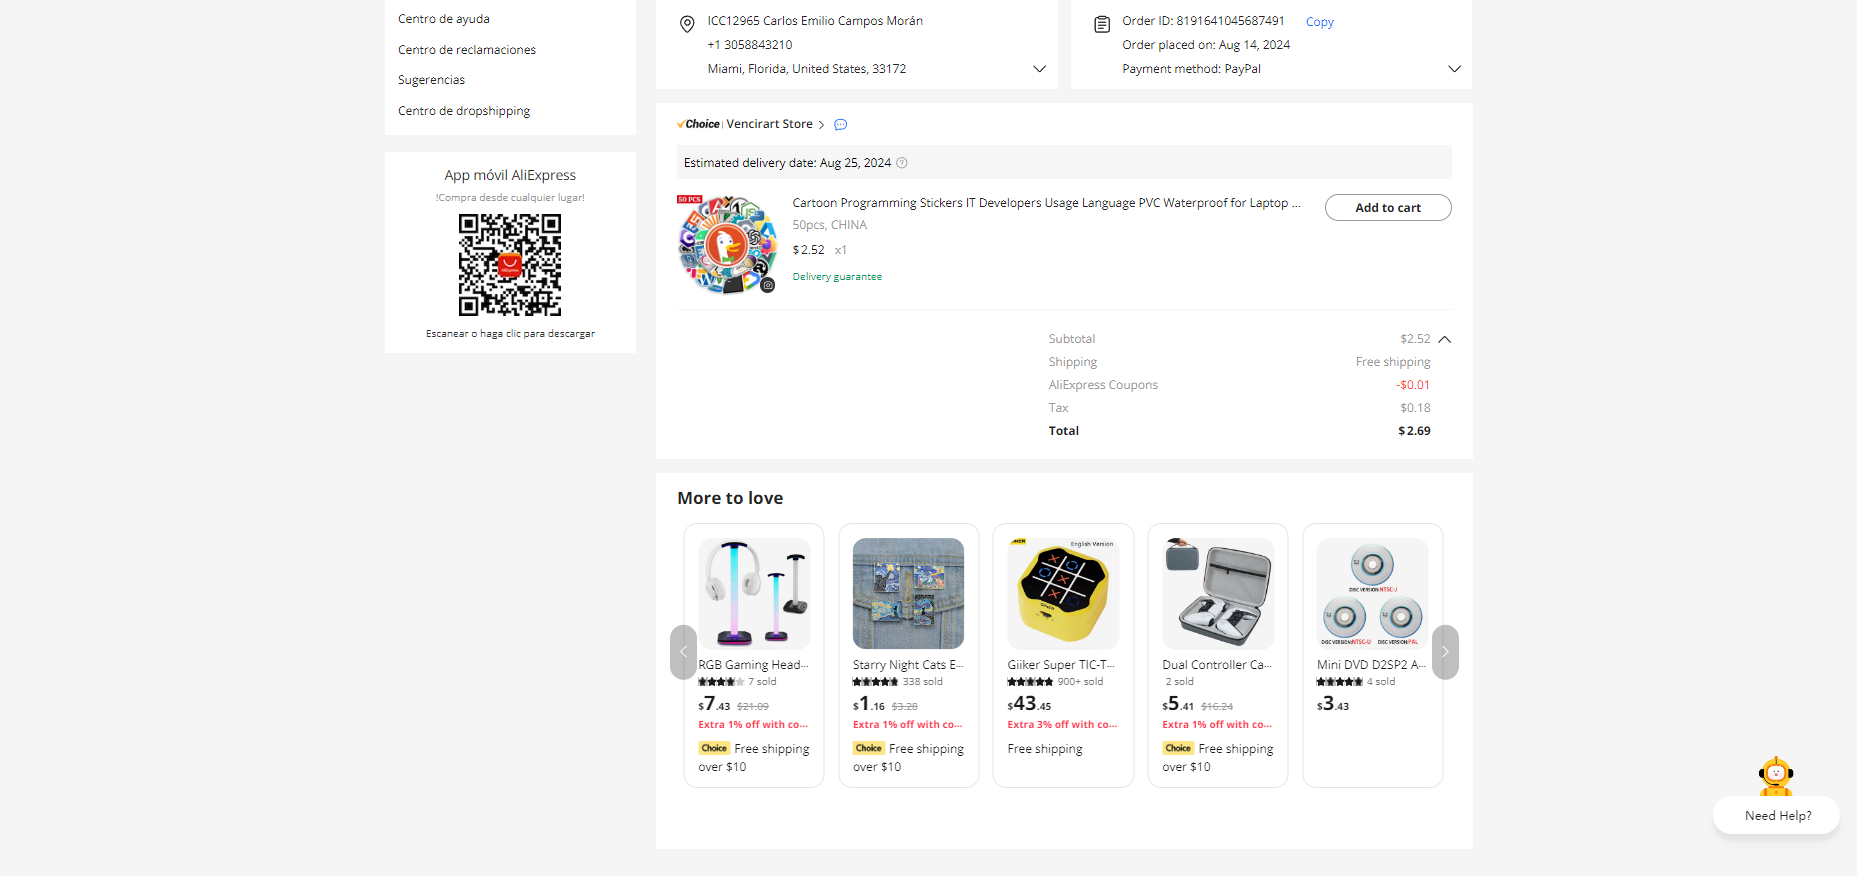 Centro de ayuda
Centro de reclamaciones
Sugerencias
Centro de dropshipping
App móvil AliExpress
!Compra desde cualquier lugar!
AliExpress
Escanear o haga clic para descargar
ICC12965 Carlos Emilio Campos Morán
+1 3058843210
Miami, Florida, United States, 33172
Order ID: 8191641045687491 Copy
Order placed on: Aug 14, 2024
Payment method: PayPal
Choice | Vencirart Store
Estimated delivery date: Aug 25, 2024
50 PCS
Cartoon Programming Stickers IT Developers Usage Language PVC Waterproof for Laptop ...
Add to cart
50pcs, CHINA
$2.52 x1
Delivery guarantee
Subtotal $2.52
Shipping Free shipping
AliExpress Coupons -$0.01
Tax $0.18
Total $2.69
More to love
RGB Gaming Head...
7 sold
$7.43 $21.09
Extra 1% off with co...
Choice Free shipping
over $10
Starry Night Cats E...
338 sold
$1.16 $3.28
Extra 1% off with co...
Choice Free shipping
over $10
English Version
Giiker Super TIC-T...
900+ sold
$43.45
Extra 3% off with co...
Free shipping
Dual Controller Ca...
2 sold
$5.41 $16.24
Extra 1% off with co...
Choice Free shipping
over $10
DISC VERSION:NTSC-J
DISC VERSION:NTSC-U DISC VERSION:PAL
Mini DVD D2SP2 A...
4 sold
$3.43
Need Help?